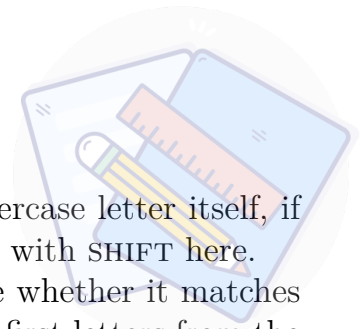 ercase letter itself, if
with SHIFT here.
e whether it matches
first letters from the